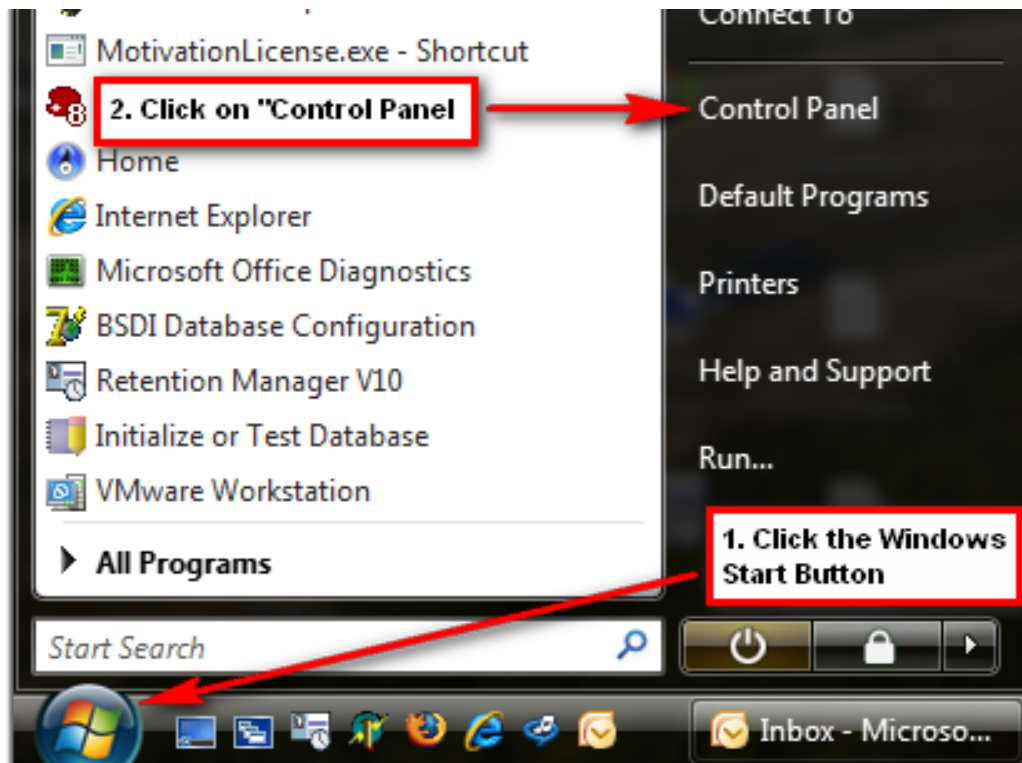 MotivationLicense.exe - Shortcut
2. Click on "Control Panel
Home
Internet Explorer
Microsoft Office Diagnostics
BSDI Database Configuration
Retention Manager V10
Initialize or Test Database
VMware Workstation
All Programs
Start Search
Connect To
Control Panel
Default Programs
Printers
Help and Support
Run...
1. Click the Windows
Start Button
Inbox - Microso...